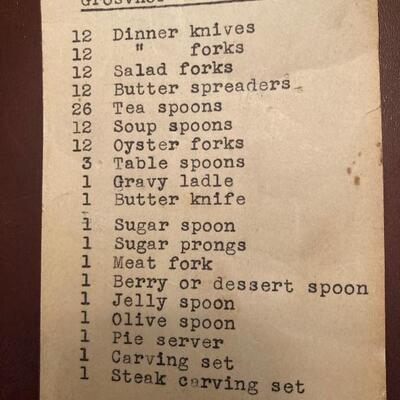 12 Dinner knives
12 " forks
12 Salad forks
12 Butter spreaders
26 Tea spoons
12 Soup spoons
12 Oyster forks
3 Table spoons
1 Gravy ladle
1 Butter knife
1 Sugar spoon
1 Sugar prongs
1 Meat fork
1 Berry or dessert spoon
1 Jelly spoon
1 Olive spoon
1 Pie server
1 Carving set
1 Steak carving set